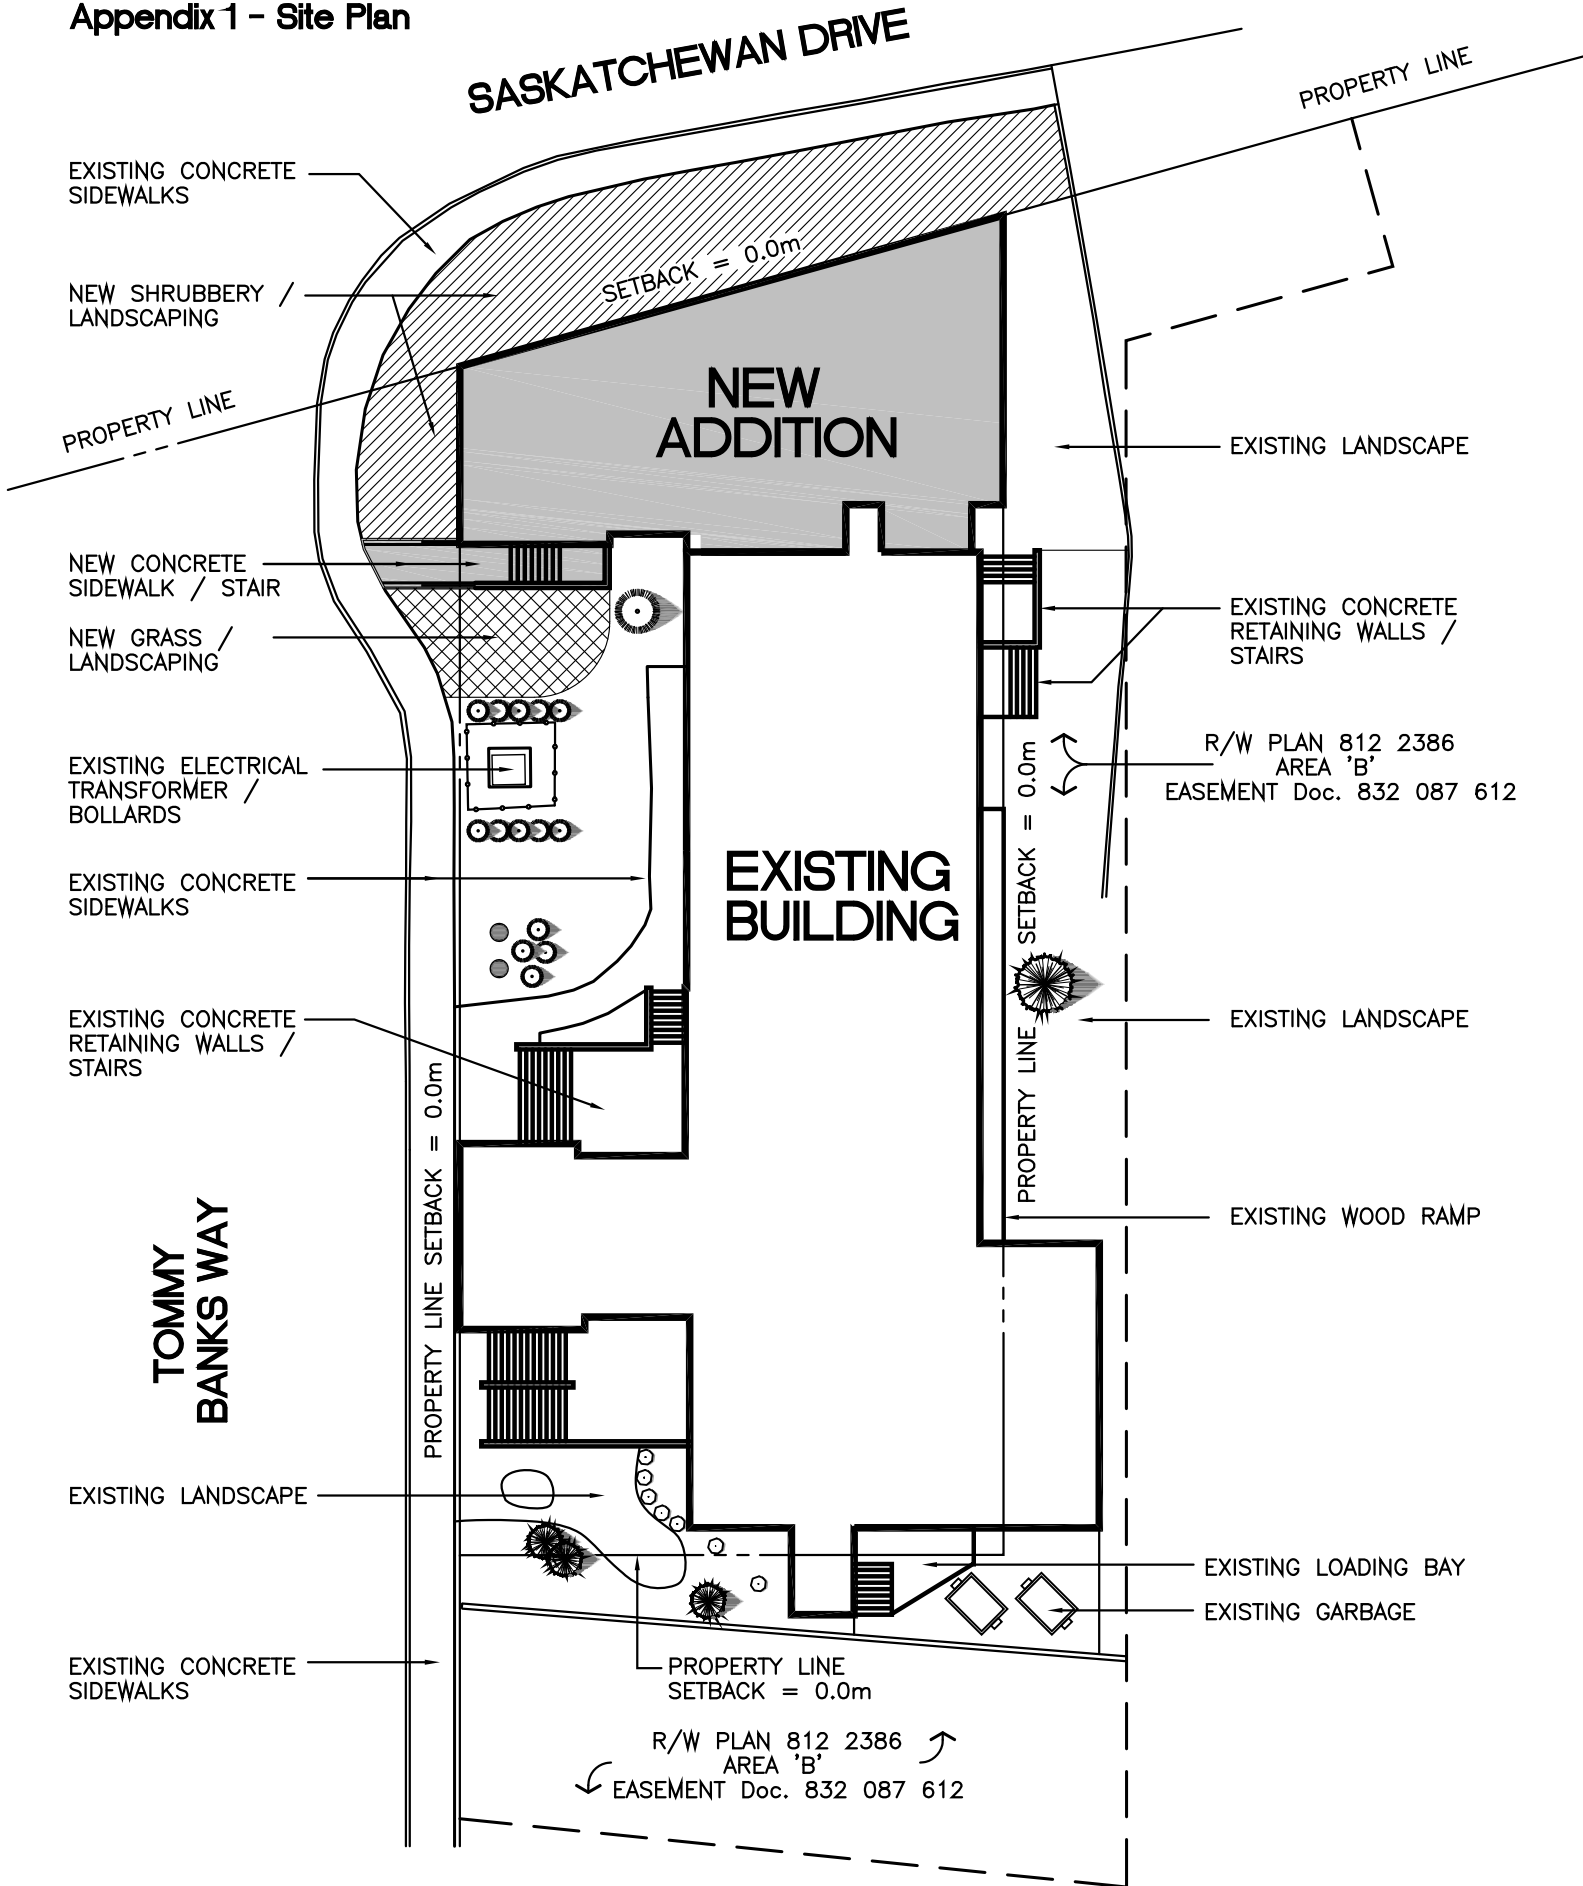 Appendix 1 - Site Plan
SASKATCHEWAN DRIVE
PROPERTY LINE
EXISTING CONCRETE
SIDEWALKS
SETBACK = 0.0m
NEW SHRUBBERY /
LANDSCAPING
NEW
ADDITION
PROPERTY LINE
EXISTING LANDSCAPE
NEW CONCRETE
SIDEWALK / STAIR
EXISTING CONCRETE
RETAINING WALLS /
STAIRS
NEW GRASS /
LANDSCAPING
R/W PLAN 812 2386
AREA 'B'
EASEMENT Doc. 832 087 612
EXISTING ELECTRICAL
TRANSFORMER /
BOLLARDS
EXISTING
BUILDING
EXISTING CONCRETE
SIDEWALKS
PROPERTY LINE SETBACK = 0.0m
EXISTING CONCRETE
RETAINING WALLS /
STAIRS
EXISTING LANDSCAPE
PROPERTY LINE SETBACK = 0.0m
EXISTING WOOD RAMP
TOMMY
BANKS WAY
EXISTING LANDSCAPE
EXISTING LOADING BAY
EXISTING GARBAGE
EXISTING CONCRETE
SIDEWALKS
PROPERTY LINE
SETBACK = 0.0m
R/W PLAN 812 2386
AREA 'B'
EASEMENT Doc. 832 087 612